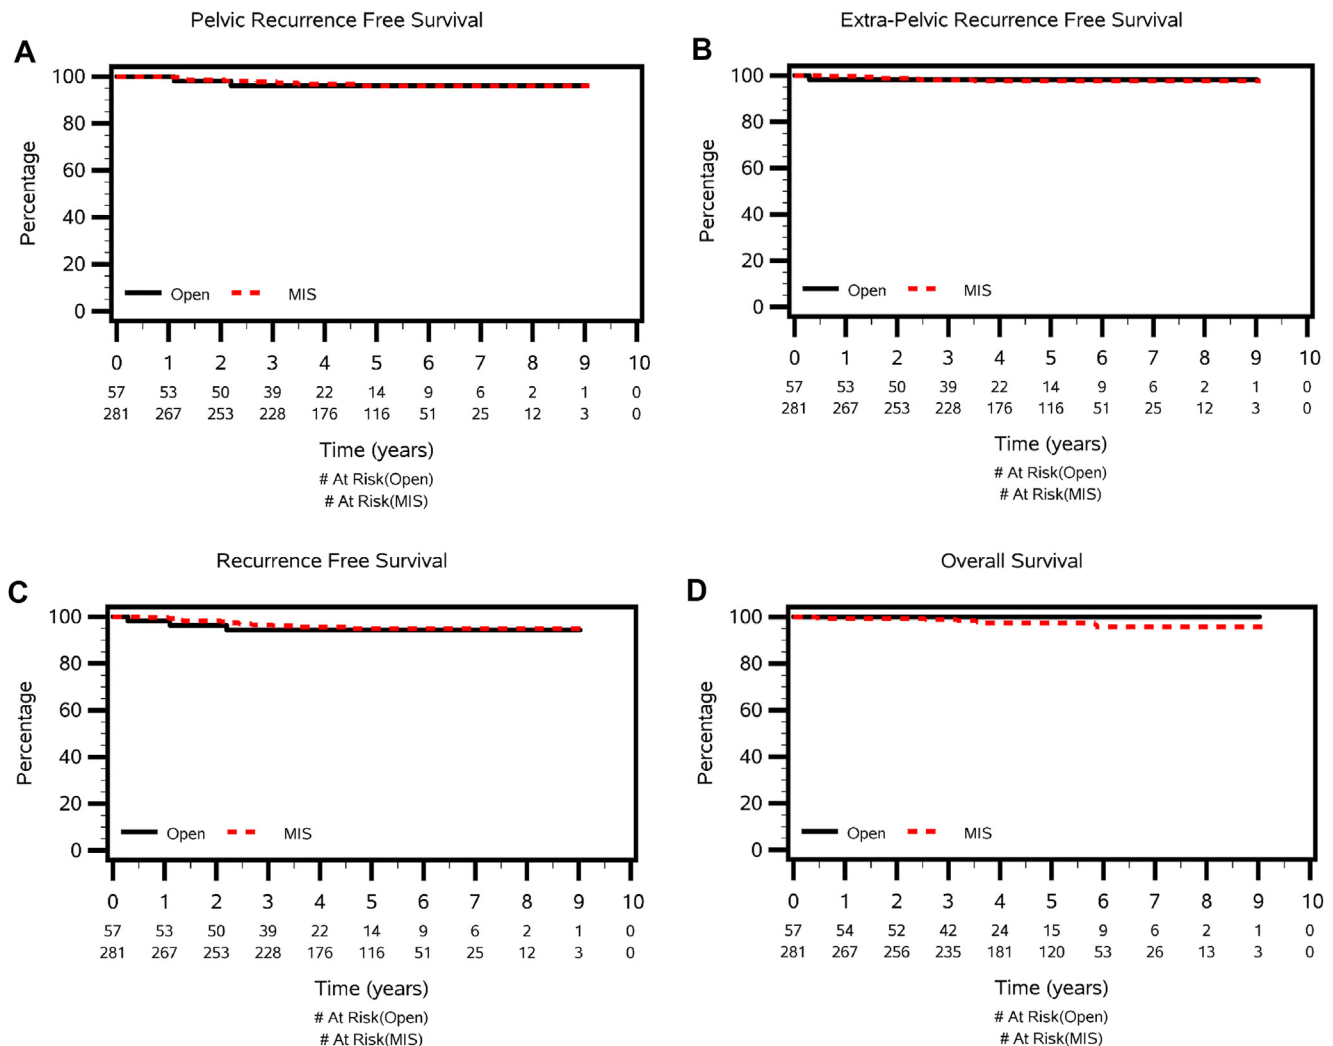 Pelvic Recurrence Free Survival
A
100
80
60
40
20
0
Percentage
Open MIS
0 1 2 3 4 5 6 7 8 9 10
57 53 50 39 22 14 9 6 2 1 0
281 267 253 228 176 116 51 25 12 3 0
Time (years)
# At Risk(Open)
# At Risk(MIS)
Extra-Pelvic Recurrence Free Survival
B
100
80
60
40
20
0
Percentage
Open MIS
0 1 2 3 4 5 6 7 8 9 10
57 53 50 39 22 14 9 6 2 1 0
281 267 253 228 176 116 51 25 12 3 0
Time (years)
# At Risk(Open)
# At Risk(MIS)
Recurrence Free Survival
C
100
80
60
40
20
0
Percentage
Open MIS
0 1 2 3 4 5 6 7 8 9 10
57 53 50 39 22 14 9 6 2 1 0
281 267 253 228 176 116 51 25 12 3 0
Time (years)
# At Risk(Open)
# At Risk(MIS)
Overall Survival
D
100
80
60
40
20
0
Percentage
Open MIS
0 1 2 3 4 5 6 7 8 9 10
57 54 52 42 24 15 9 6 2 1 0
281 267 256 235 181 120 53 26 13 3 0
Time (years)
# At Risk(Open)
# At Risk(MIS)